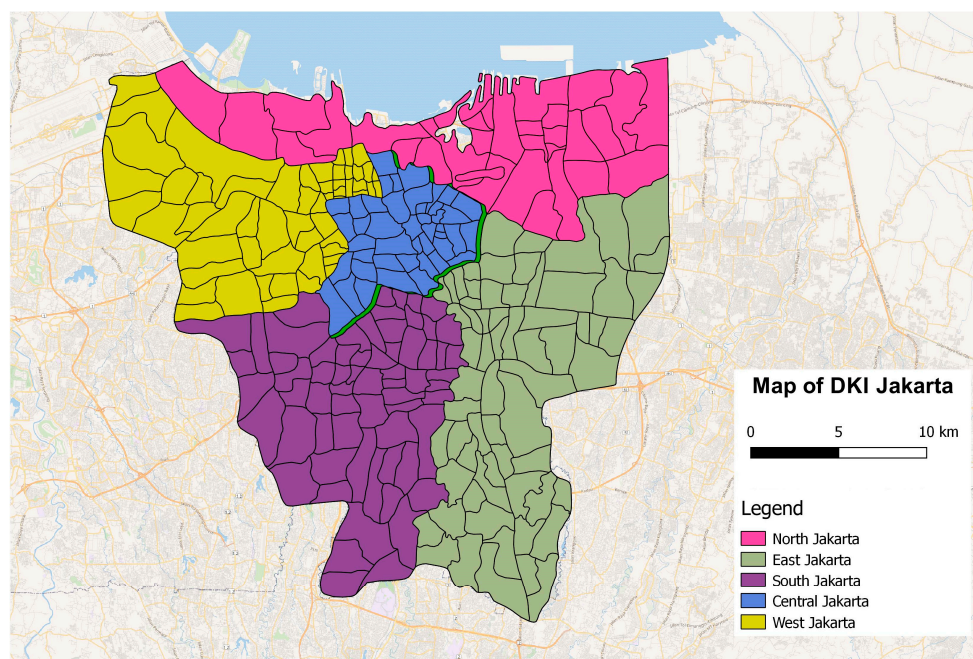 Map of DKI Jakarta
0 5 10 km
Legend
North Jakarta
East Jakarta
South Jakarta
Central Jakarta
West Jakarta